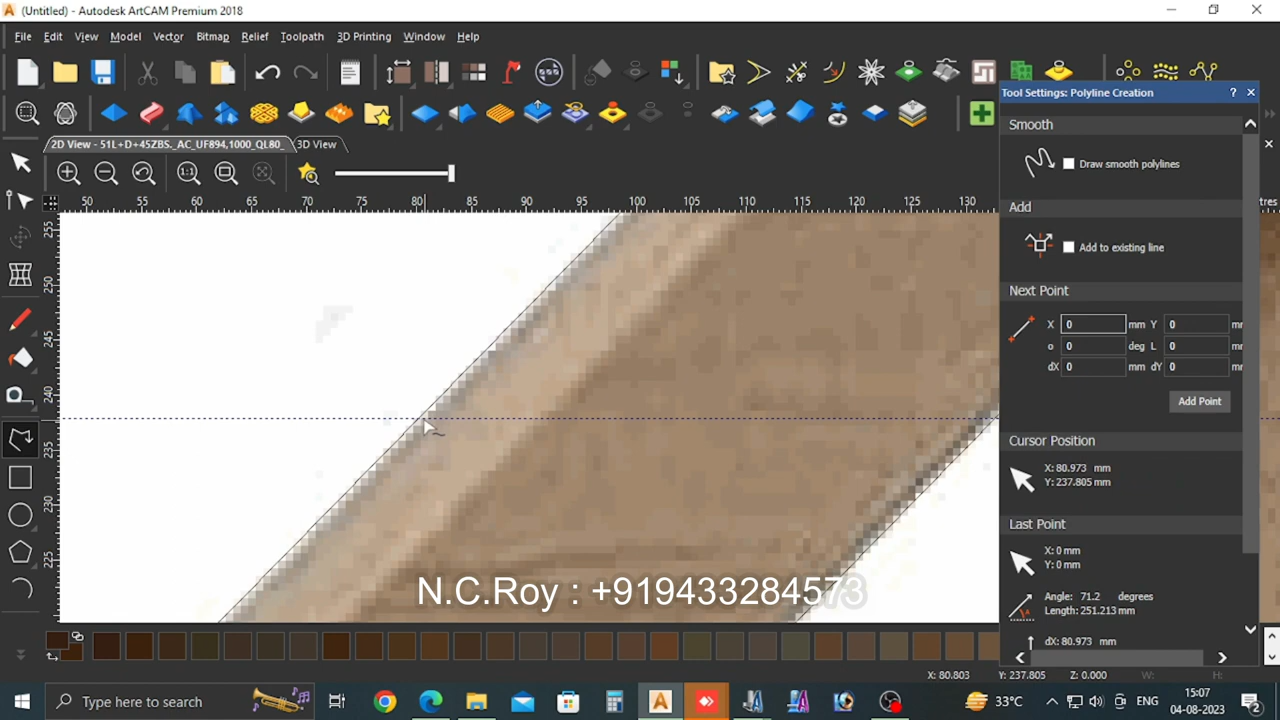 (Untitled) - Autodesk ArtCAM Premium 2018
File Edit View Model Vector Bitmap Relief Toolpath 3D Printing Window Help
Tool Settings: Polyline Creation ?
2D View - 51L+D+45ZBS._AC_UF894,1000_QL80_ 3D View
Smooth
Draw smooth polylines
1:1
50 55 60 65 70 75 80 85 90 95 100 105 110 115 120 125 130
tres
Add
Add to existing line
255
250
245
240
235
230
225
Next Point
X 0 mm Y 0
o 0 deg L 0
dX 0 mm dY 0
Add Point
Cursor Position
X: 80.973 mm
Y: 237.805 mm
Last Point
X: 0 mm
Y: 0 mm
Angle: 71.2 degrees
Length: 251.213 mm
dX: 80.973 mm
N.C.Roy : +919433284573
X: 80.803 Y: 237.805 Z: 0.000 W: H:
Type here to search
33°C ENG
15:07
04-08-2023
2